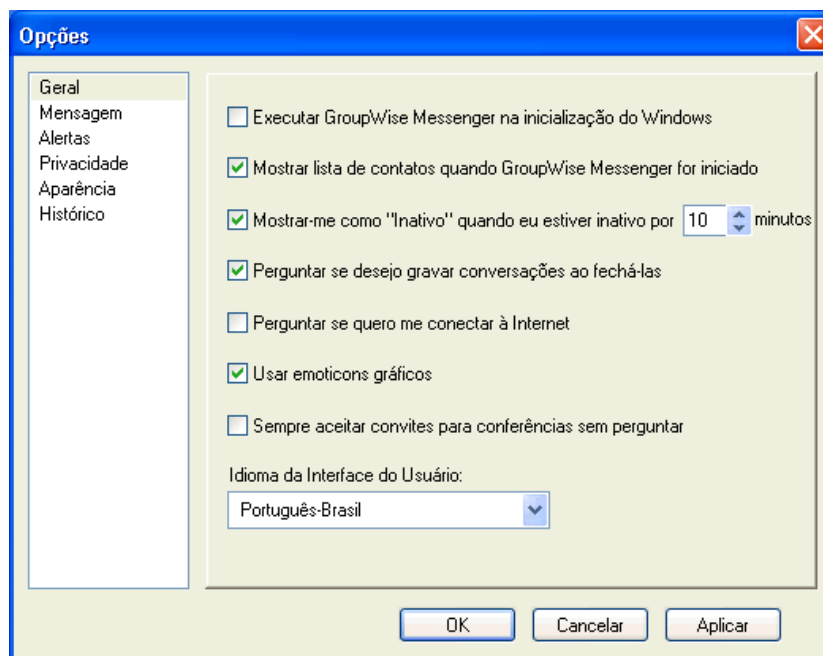 Opções
Geral
Mensagem
Alertas
Privacidade
Aparência
Histórico
Executar GroupWise Messenger na inicialização do Windows
Mostrar lista de contatos quando GroupWise Messenger for iniciado
Mostrar-me como "Inativo" quando eu estiver inativo por 10 minutos
Perguntar se desejo gravar conversações ao fechá-las
Perguntar se quero me conectar à Internet
Usar emoticons gráficos
Sempre aceitar convites para conferências sem perguntar
Idioma da Interface do Usuário:
Português-Brasil
OK Cancelar Aplicar